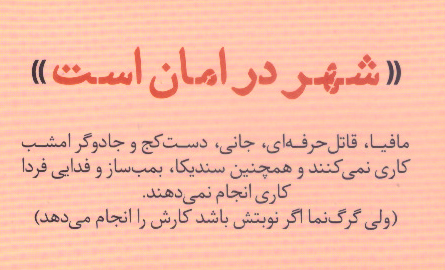 «شهر در امان است»
مافیا، قاتل‌حرفه‌ای، جانی، دست‌کج و جادوگر امشب
کاری نمی‌کنند و همچنین سندیکا، بمب‌ساز و فدایی فردا
کاری انجام نمی‌دهند.
(ولی گرگ‌نما اگر نوبتش باشد کارش را انجام می‌دهد)